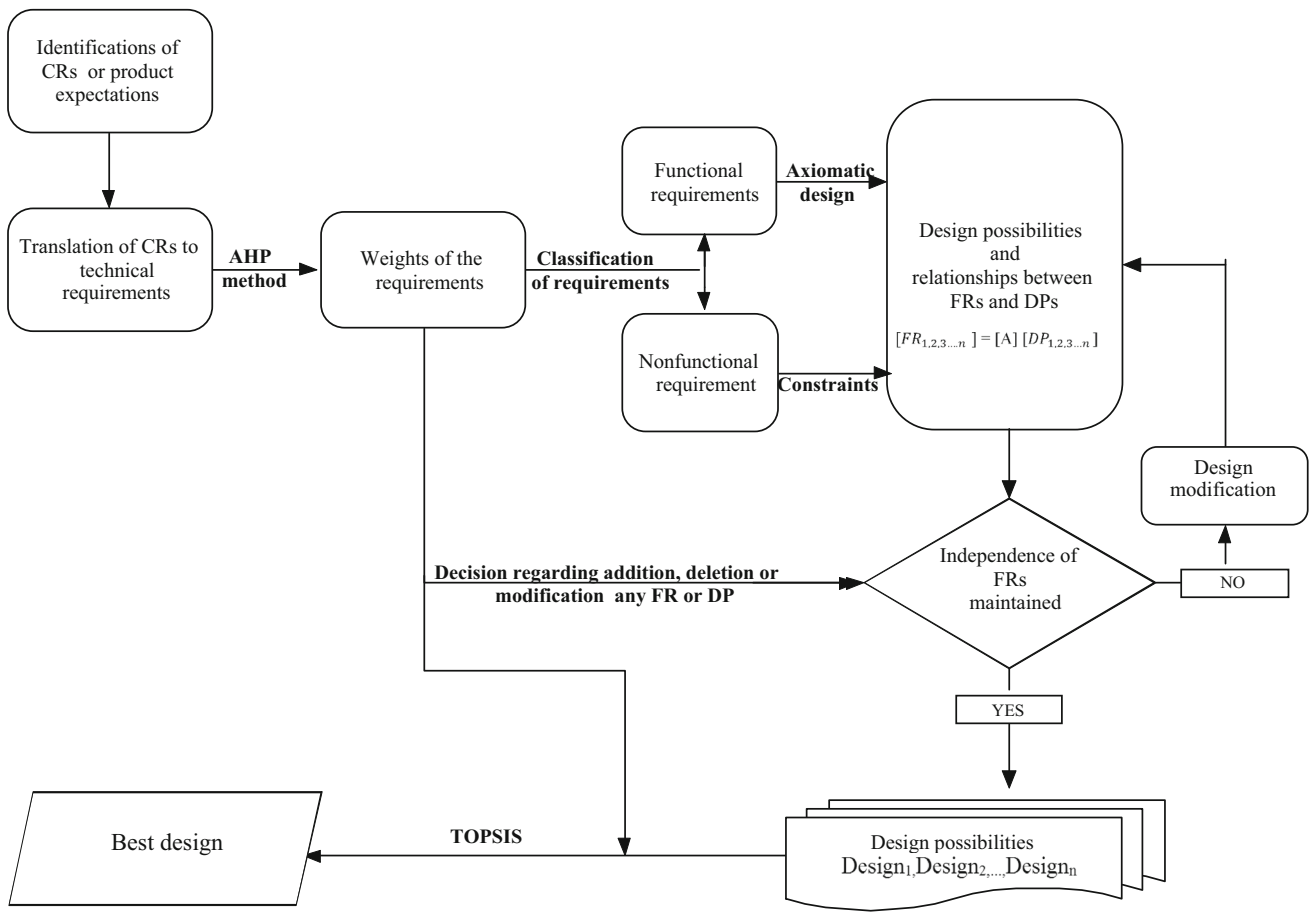 Identifications of
CRs or product
expectations
Translation of CRs to
technical
requirements
AHP
method
Weights of the
requirements
Classification
of requirements
Functional
requirements
Axiomatic
design
Nonfunctional
requirement
Constraints
Design possibilities
and
relationships between
FRs and DPs
[FR1,2,3....n ] = [A] [DP1,2,3...n]
Design
modification
Decision regarding addition, deletion or
modification any FR or DP
Independence of
FRs
maintained
NO
YES
Design possibilities
Design1,Design2,...,Designn
TOPSIS
Best design